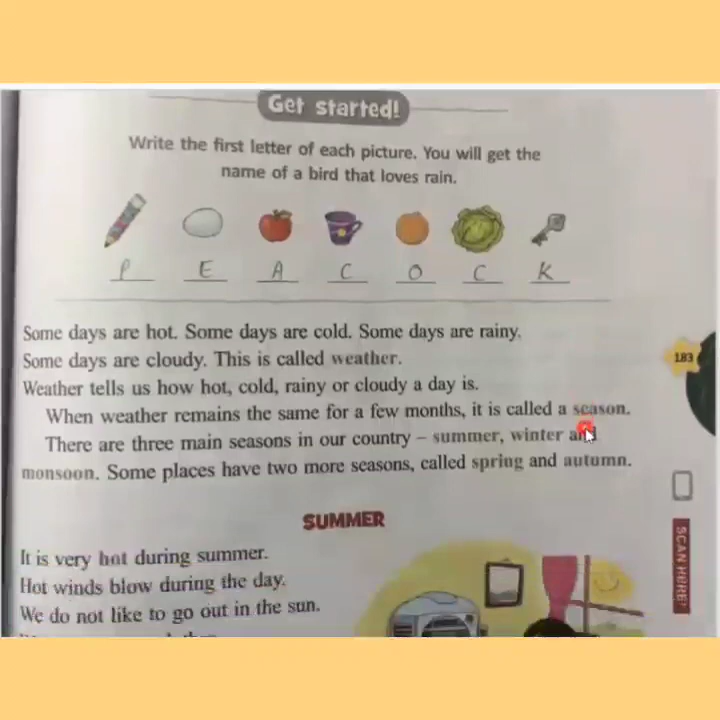 Get started!
Write the first letter of each picture. You will get the
name of a bird that loves rain.
P E A C O C K
Some days are hot. Some days are cold. Some days are rainy.
Some days are cloudy. This is called weather.
183
Weather tells us how hot, cold, rainy or cloudy a day is.
When weather remains the same for a few months, it is called a season.
There are three main seasons in our country – summer, winter and
monsoon. Some places have two more seasons, called spring and autumn.
SUMMER
SCAN HERE!
It is very hot during summer.
Hot winds blow during the day.
We do not like to go out in the sun.